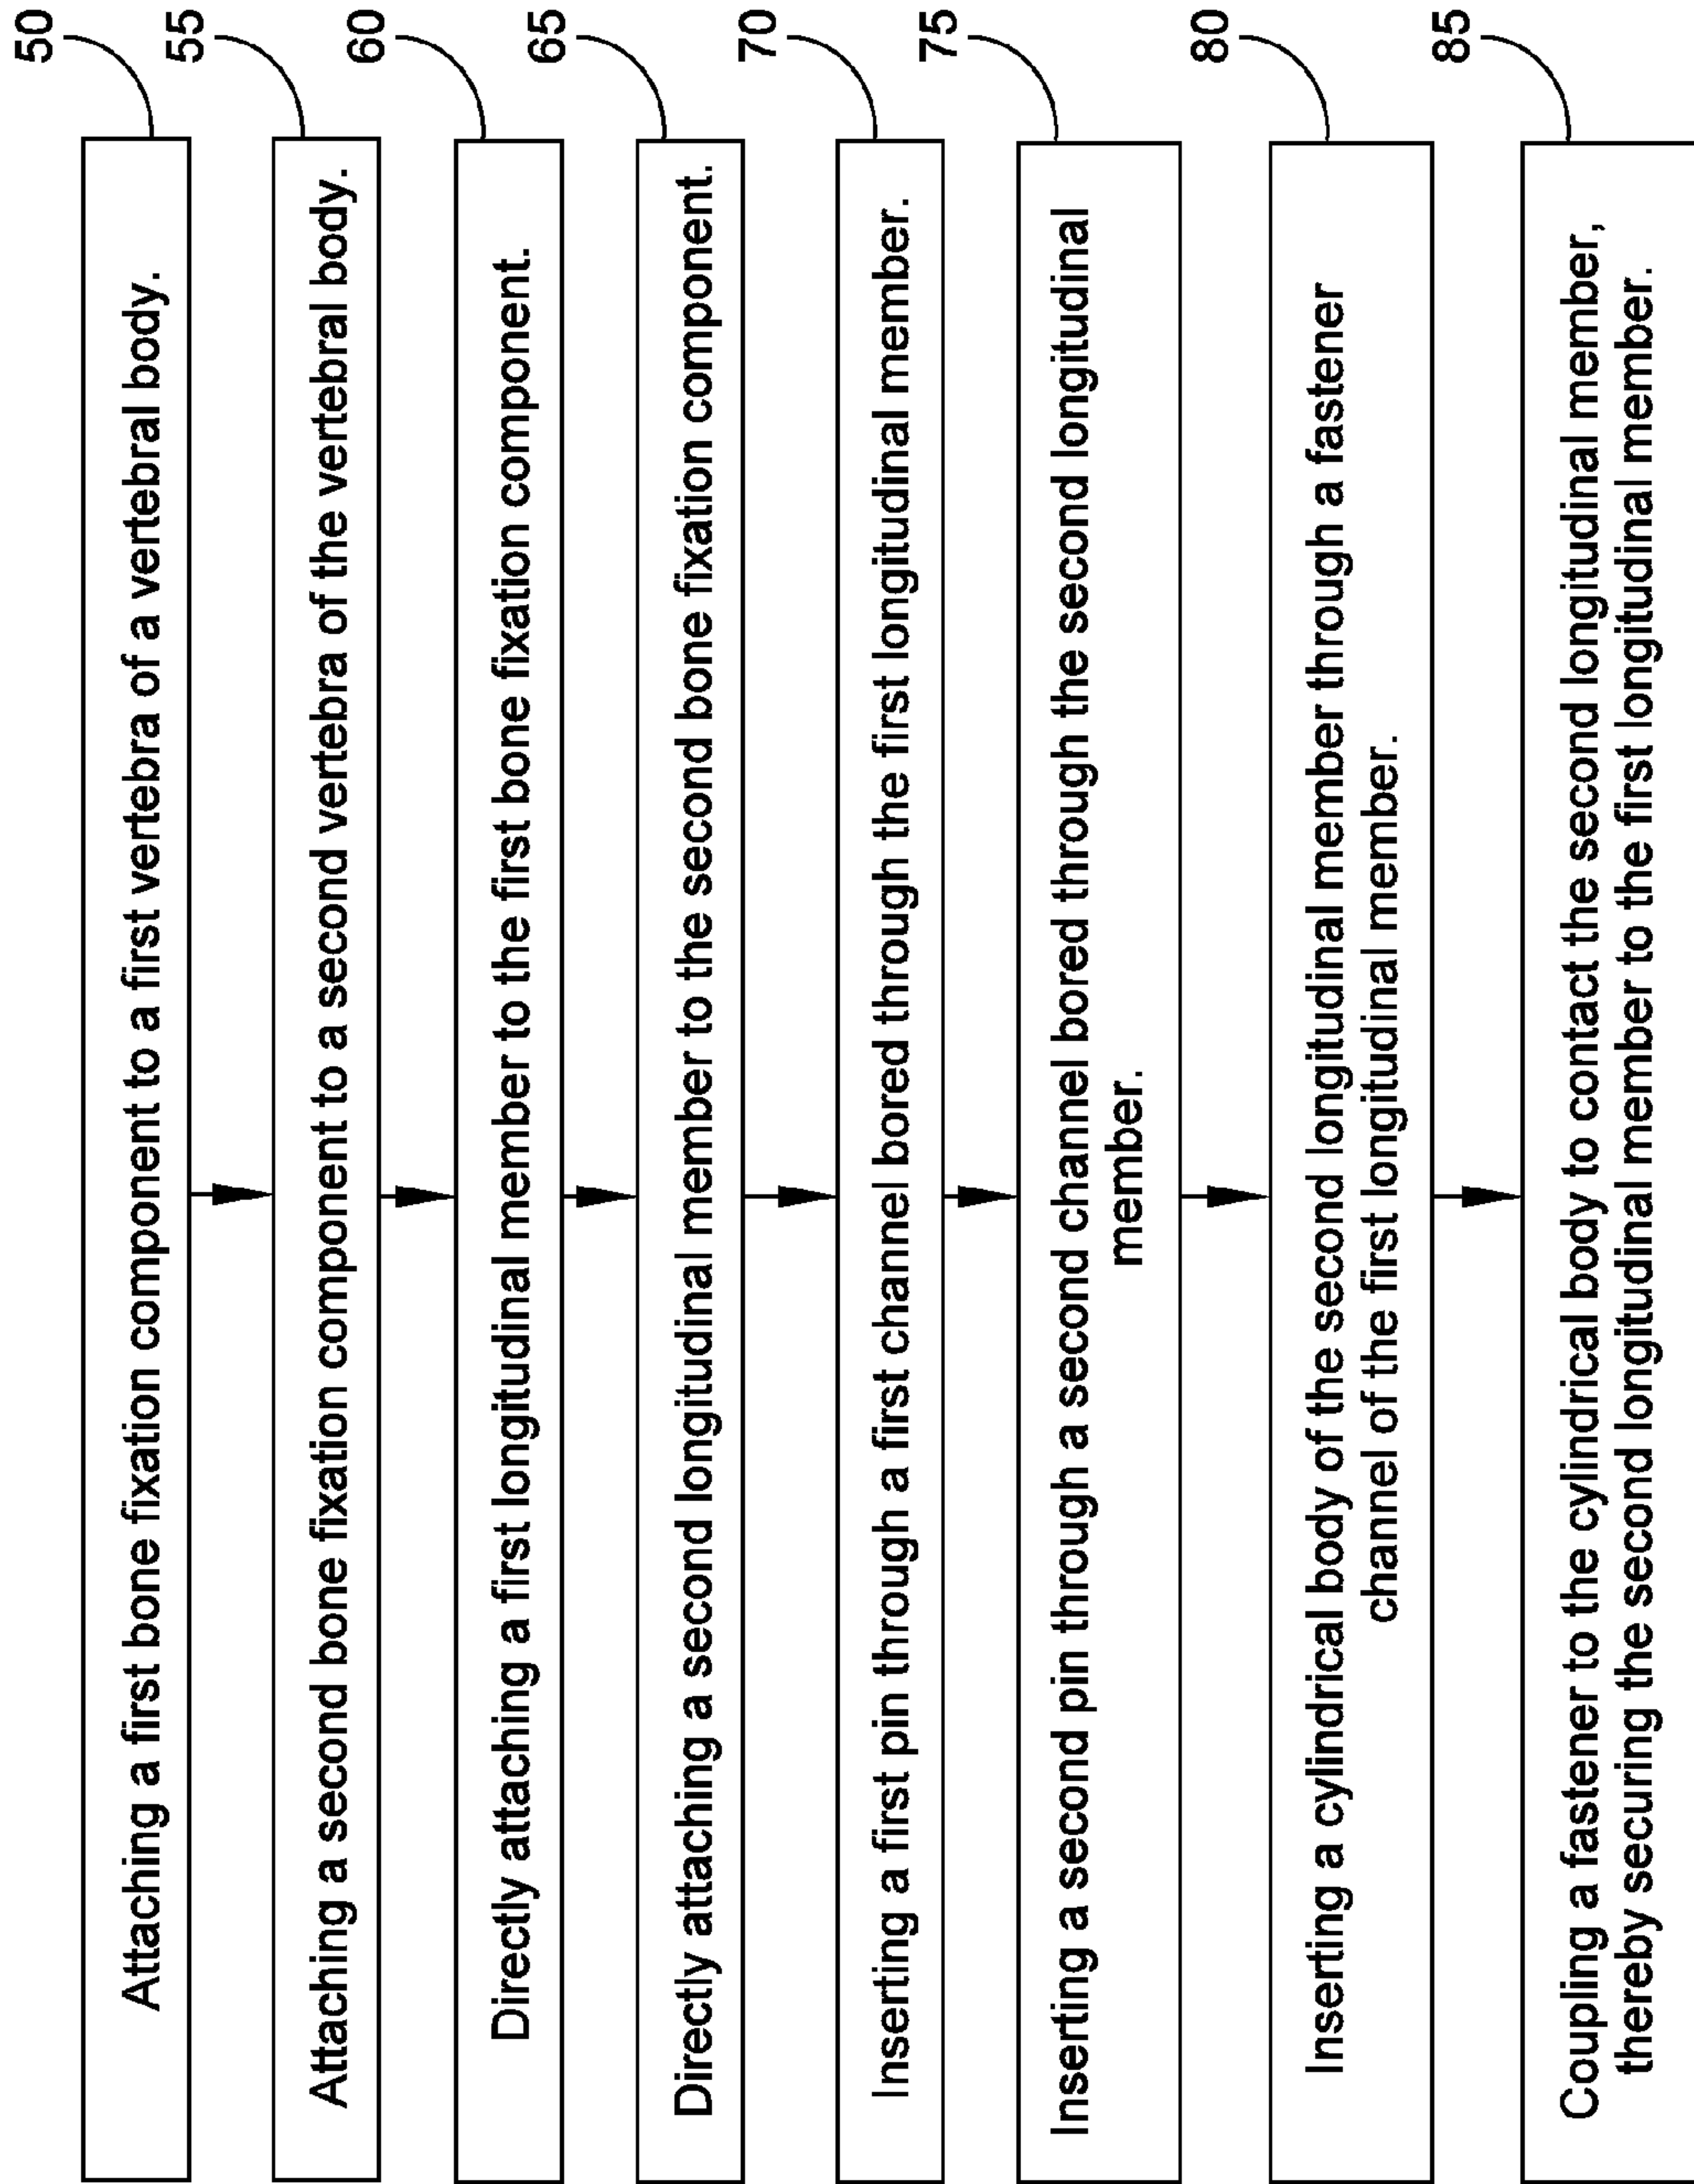 50
Attaching a first bone fixation component to a first vertebra of a vertebral body.
55
Attaching a second bone fixation component to a second vertebra of the vertebral body.
60
Directly attaching a first longitudinal member to the first bone fixation component.
65
Directly attaching a second longitudinal member to the second bone fixation component.
70
Inserting a first pin through a first channel bored through the first longitudinal member.
75
Inserting a second pin through a second channel bored through the second longitudinal
member.
80
Inserting a cylindrical body of the second longitudinal member through a fastener
channel of the first longitudinal member.
85
Coupling a fastener to the cylindrical body to contact the second longitudinal member,
thereby securing the second longitudinal member to the first longitudinal member.